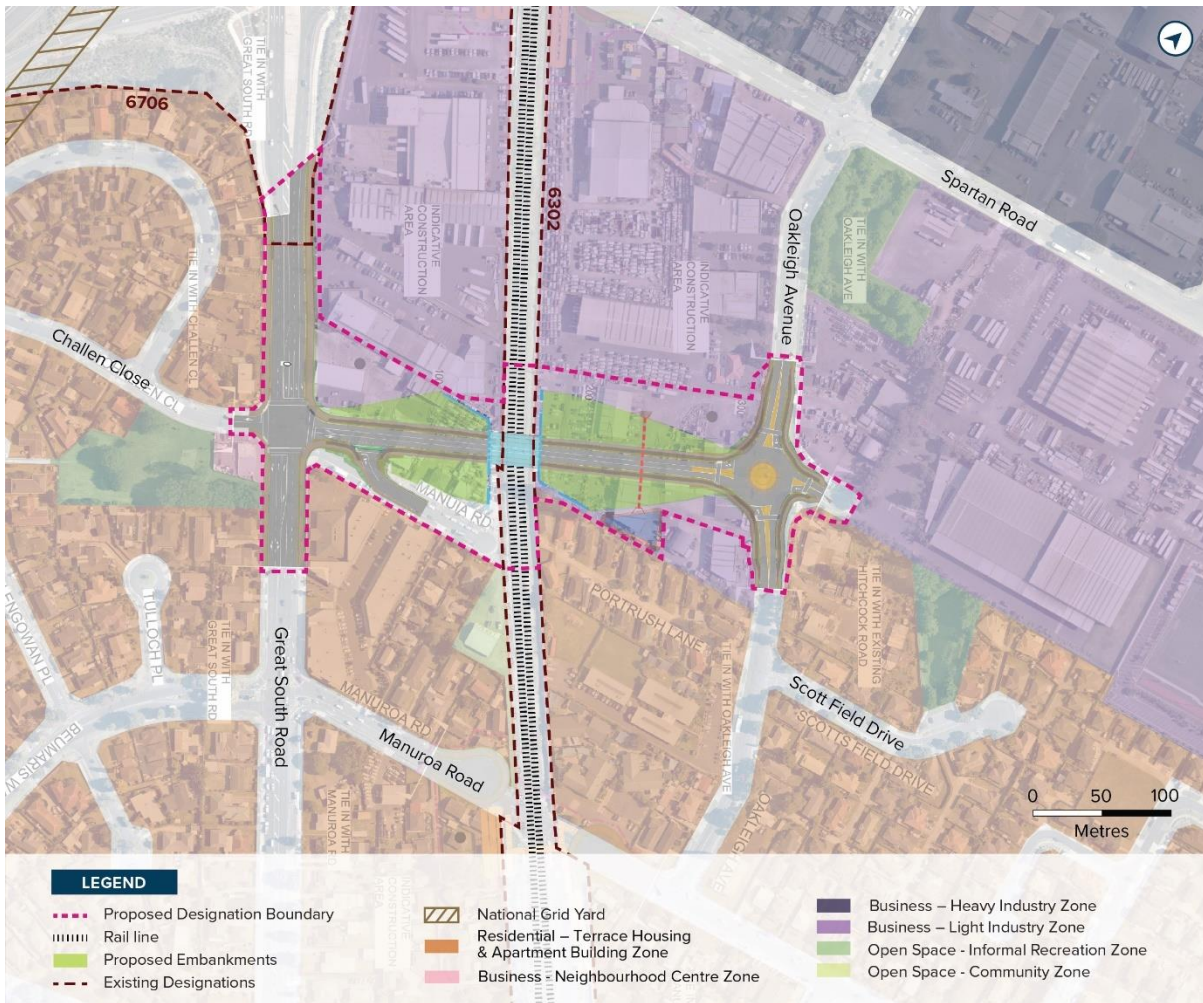 TIE IN WITH
GREAT SOUTH RD
6706
6302
INDICATIVE
CONSTRUCTION
AREA
INDICATIVE
CONSTRUCTION
AREA
TIE IN WITH
OAKLEIGH AVE
Spartan Road
Oakleigh Avenue
TIE IN WITH CHALLEN CL
Challen Close
MANUIA RD
PORTRUSH LANE
TIE IN WITH EXISTING
HITCHCOCK ROAD
TULLOCH PL
TIE IN WITH
GREAT SOUTH RD
Great South Road
MANUROA RD
Manuroa Road
TIE IN WITH
MANUROA RD
TIE IN WITH OAKLEIGH AVE
Scott Field Drive
SCOTTS FIELD DRIVE
OAKLEIGH AVE
0 50 100
Metres
LEGEND
Proposed Designation Boundary
Rail line
Proposed Embankments
Existing Designations
National Grid Yard
Residential – Terrace Housing
& Apartment Building Zone
Business - Neighbourhood Centre Zone
Business – Heavy Industry Zone
Business – Light Industry Zone
Open Space - Informal Recreation Zone
Open Space - Community Zone
INDICATIVE
CONSTRUCTION
AREA